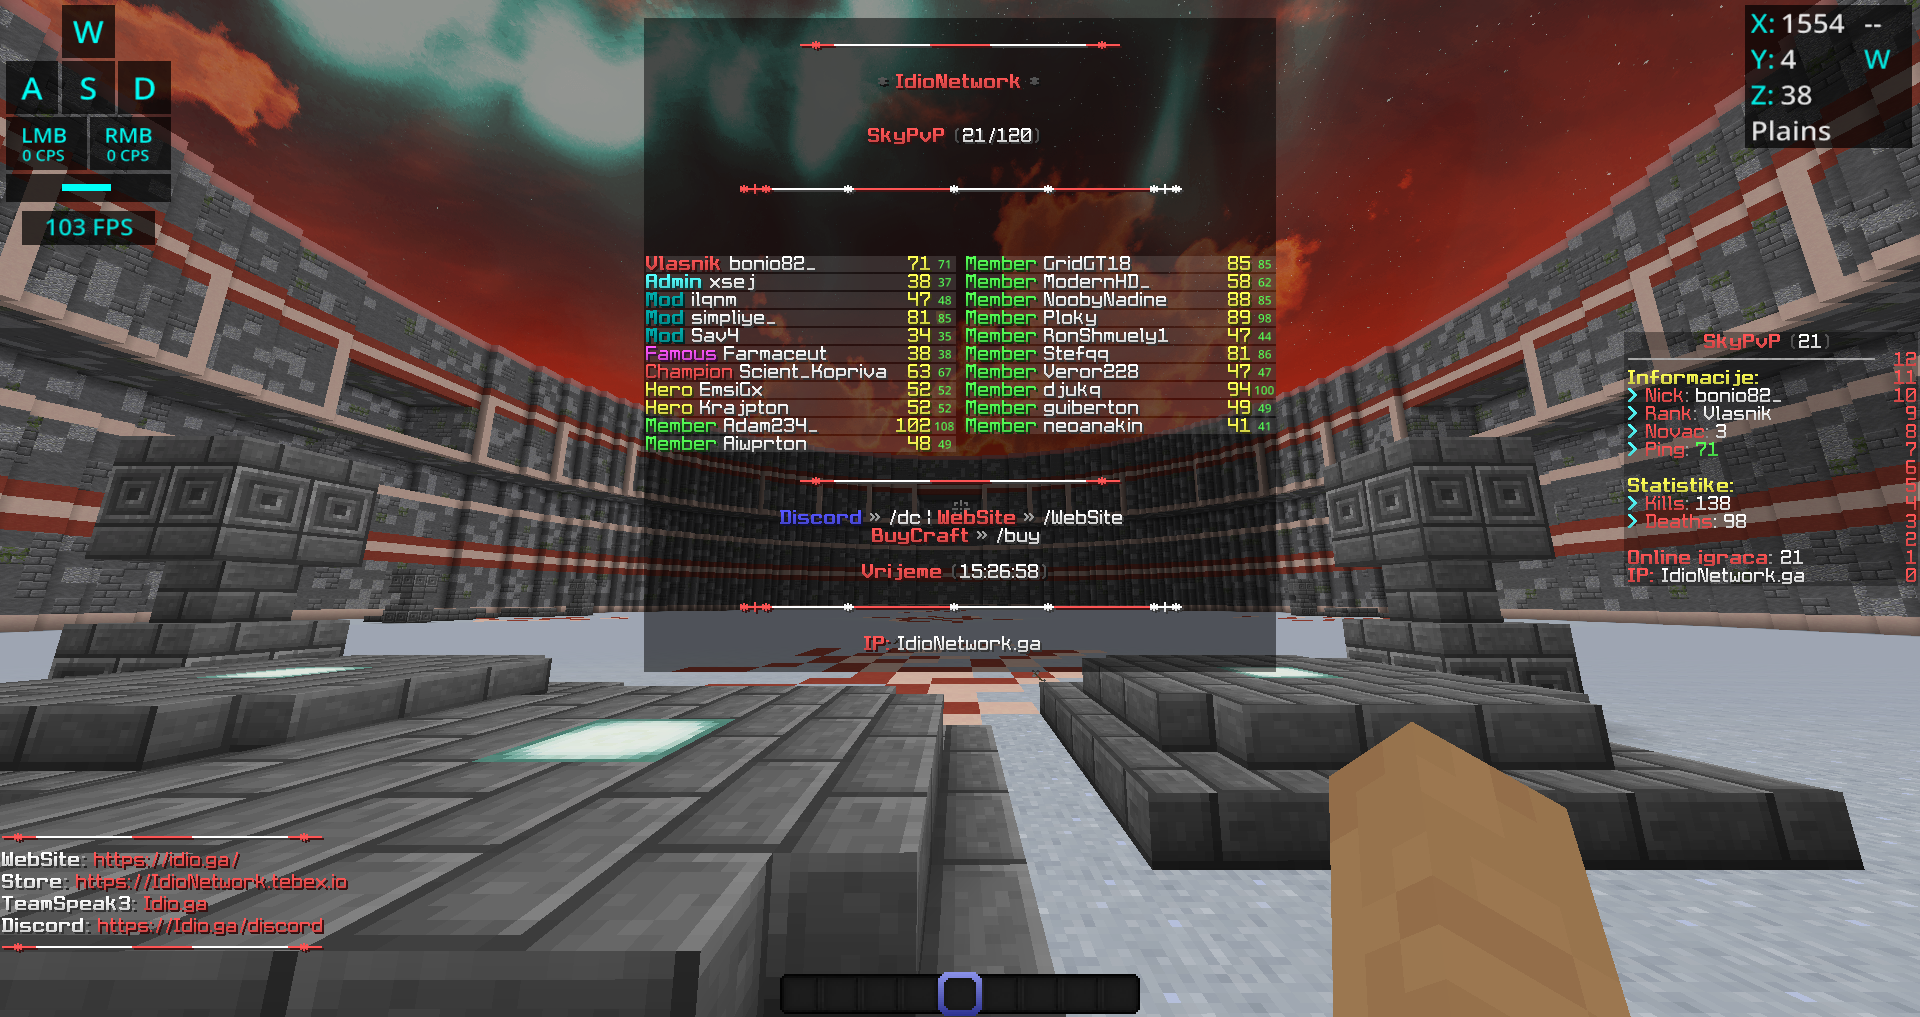 W
A S D
LMB RMB
0 CPS 0 CPS
103 FPS
IdioNetwork
SkyPvP (21/120)
Vlasnik bonio82_ 71 71
Admin xsej 38 37
Mod ilqnm 47 48
Mod simpliye_ 81 85
Mod Sav4 34 35
Famous Farmaceut 38 38
Champion Scient_Kopriva 63 67
Hero EmsiGx 52 52
Hero Krajpton 52 52
Member Adam234_ 102 108
Member Aiwprton 48 49
Member GridGT18 85 85
Member ModernHD_ 58 62
Member NoobyNadine 88 85
Member Ploky 89 98
Member RonShmuely1 47 44
Member Stefqq 81 86
Member Veror228 47 47
Member djukq 94 100
Member guiberton 49 49
Member neoanakin 41 41
Discord » /dc | WebSite » /WebSite
BuyCraft » /buy
Vrijeme (15:26:58)
IP: IdioNetwork.ga
X: 1554 --
Y: 4 W
Z: 38
Plains
SkyPvP (21)
12
Informacije: 11
Nick: bonio82_ 10
Rank: Vlasnik 9
Novac: 3 8
Ping: 71 7
6
Statistike: 5
Kills: 138 4
Deaths: 98 3
2
Online igraca: 21 1
IP: IdioNetwork.ga 0
WebSite: https://idio.ga/
Store: https://IdioNetwork.tebex.io
TeamSpeak3: Idio.ga
Discord: https://Idio.ga/discord